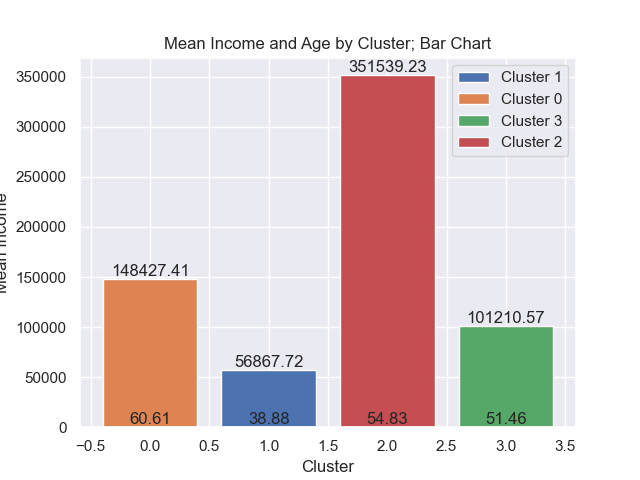 Mean Income and Age by Cluster; Bar Chart
350000
300000
250000
200000
150000
100000
50000
0
Mean Income
351539.23
148427.41
101210.57
56867.72
60.61
38.88
54.83
51.46
Cluster 1
Cluster 0
Cluster 3
Cluster 2
−0.5 0.0 0.5 1.0 1.5 2.0 2.5 3.0 3.5
Cluster